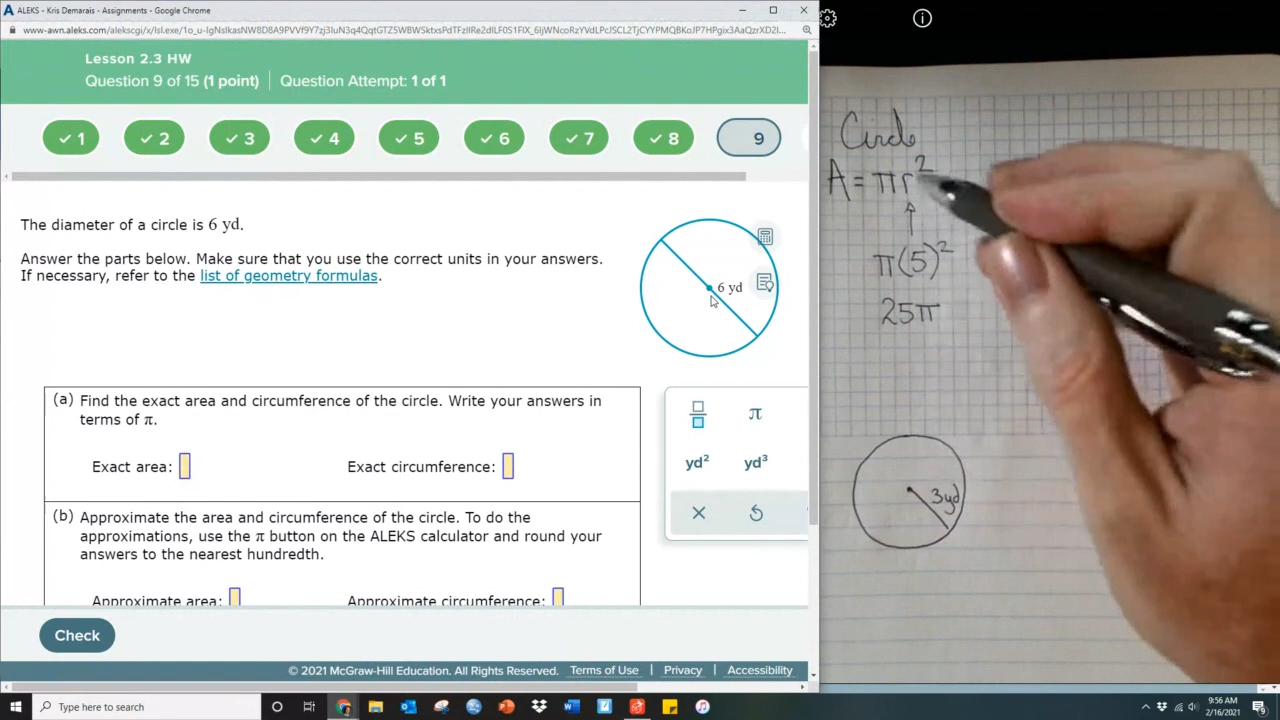 ALEKS - Kris Demarais - Assignments - Google Chrome
Lesson 2.3 HW
Question 9 of 15 (1 point) Question Attempt: 1 of 1
✓ 1 ✓ 2 ✓ 3 ✓ 4 ✓ 5 ✓ 6 ✓ 7 ✓ 8 9
The diameter of a circle is 6 yd.
Answer the parts below. Make sure that you use the correct units in your answers.
If necessary, refer to the list of geometry formulas.
6 yd
(a) Find the exact area and circumference of the circle. Write your answers in
terms of π.
Exact area: Exact circumference:
(b) Approximate the area and circumference of the circle. To do the
approximations, use the π button on the ALEKS calculator and round your
answers to the nearest hundredth.
Approximate area: Approximate circumference:
π
yd² yd³
Check
© 2021 McGraw-Hill Education. All Rights Reserved. Terms of Use | Privacy | Accessibility
Type here to search
9:56 AM
2/16/2021
Circle
A = πr²
π(5)²
25π
3yd